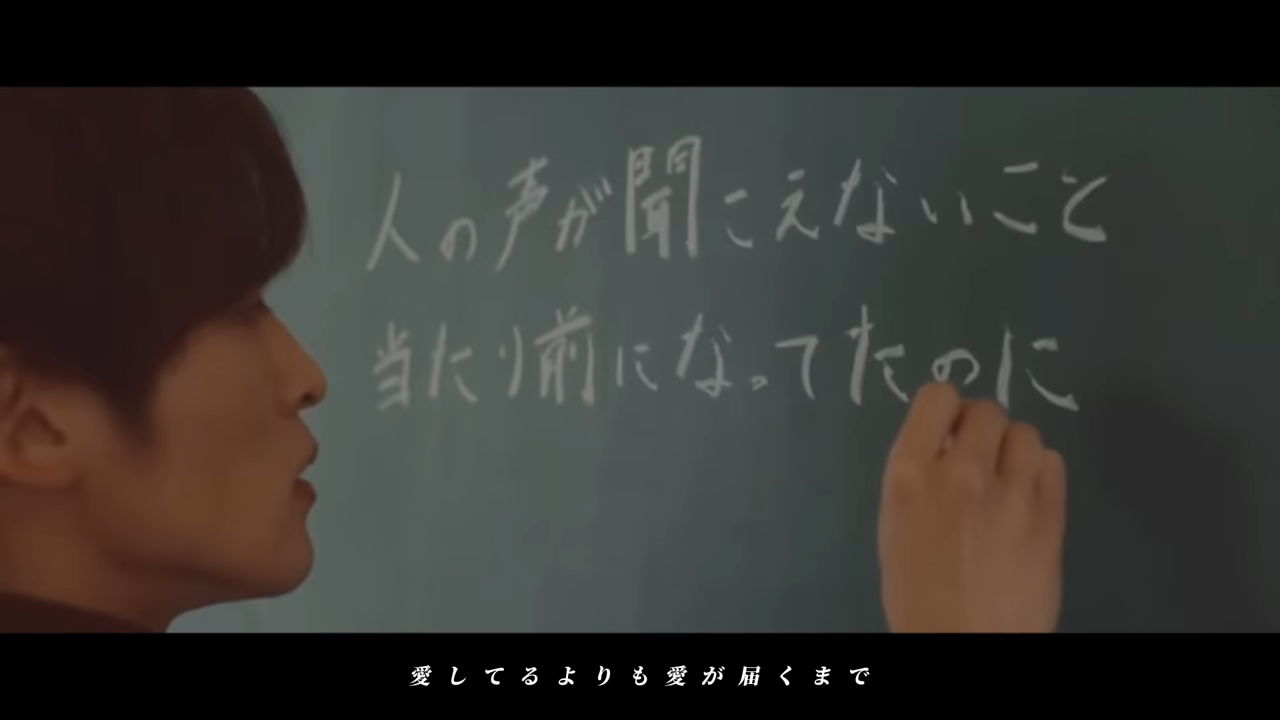 人の声が聞こえないこと
当たり前になってたのに
愛してるよりも愛が届くまで